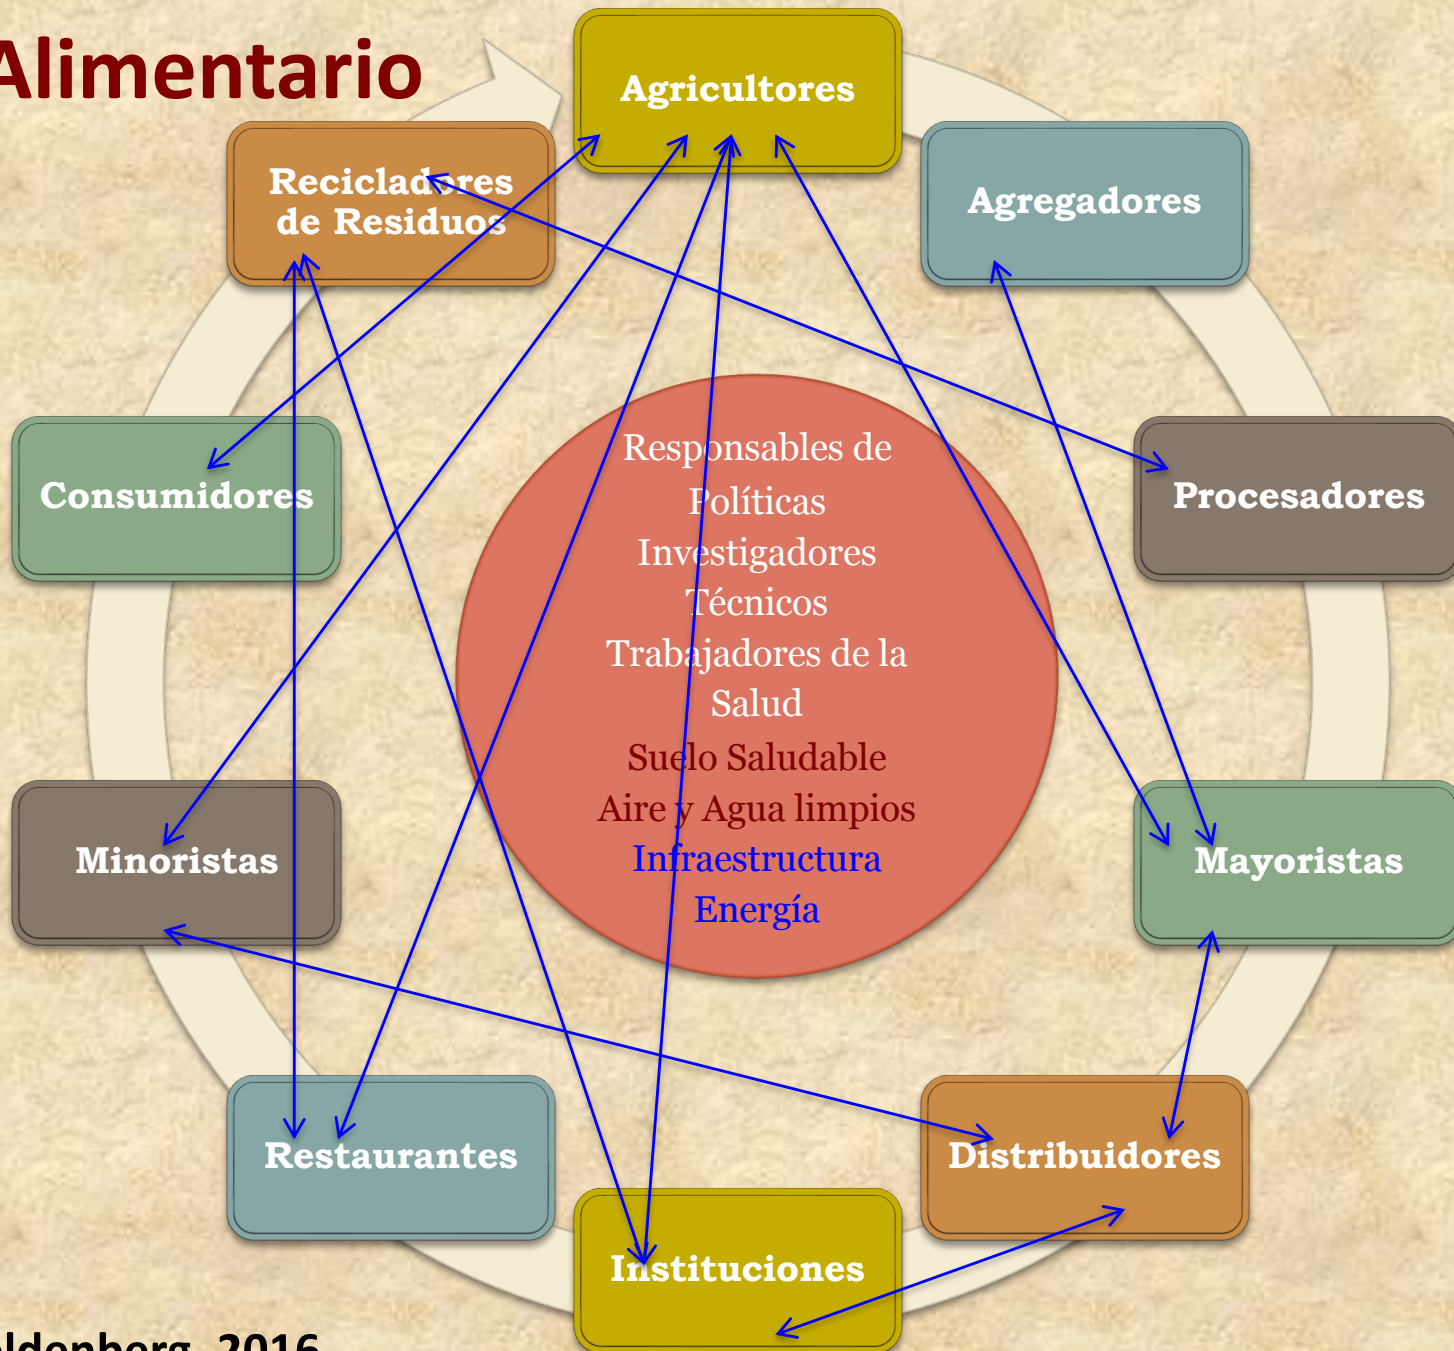 Alimentario
Agricultores
Recicladores
de Residuos
Agregadores
Consumidores
Procesadores
Responsables de
Políticas
Investigadores
Técnicos
Trabajadores de la
Salud
Suelo Saludable
Aire y Agua limpios
Infraestructura
Energía
Minoristas
Mayoristas
Restaurantes
Distribuidores
Instituciones
2016